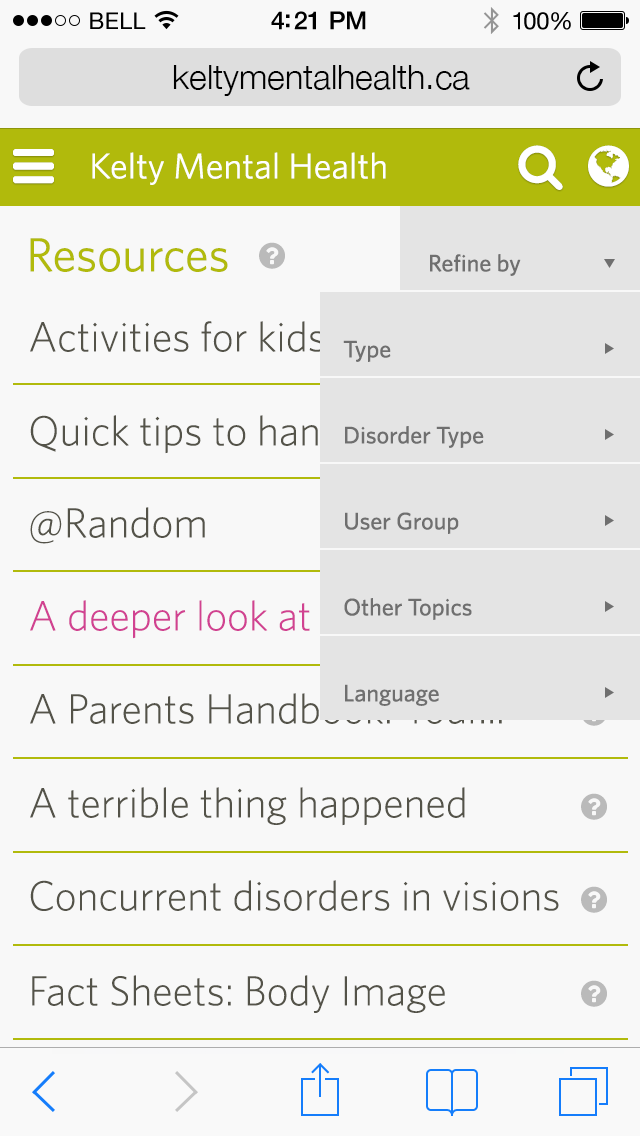 BELL 4:21 PM 100%
keltymentalhealth.ca
Kelty Mental Health
Resources ? Refine by
Activities for kids
Type
Quick tips to han
Disorder Type
@Random
User Group
A deeper look at
Other Topics
A Parents Handbook:
Language
A terrible thing happened ?
Concurrent disorders in visions ?
Fact Sheets: Body Image ?